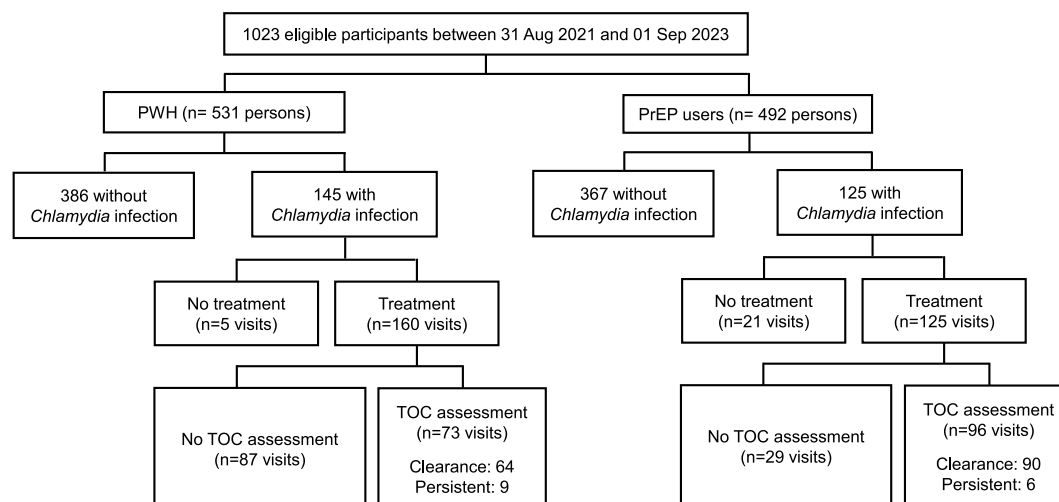 1023 eligible participants between 31 Aug 2021 and 01 Sep 2023
PWH (n= 531 persons)
PrEP users (n= 492 persons)
386 without
Chlamydia infection
145 with
Chlamydia infection
367 without
Chlamydia infection
125 with
Chlamydia infection
No treatment
(n=5 visits)
Treatment
(n=160 visits)
No treatment
(n=21 visits)
Treatment
(n=125 visits)
No TOC assessment
(n=87 visits)
TOC assessment
(n=73 visits)
Clearance: 64
Persistent: 9
No TOC assessment
(n=29 visits)
TOC assessment
(n=96 visits)
Clearance: 90
Persistent: 6